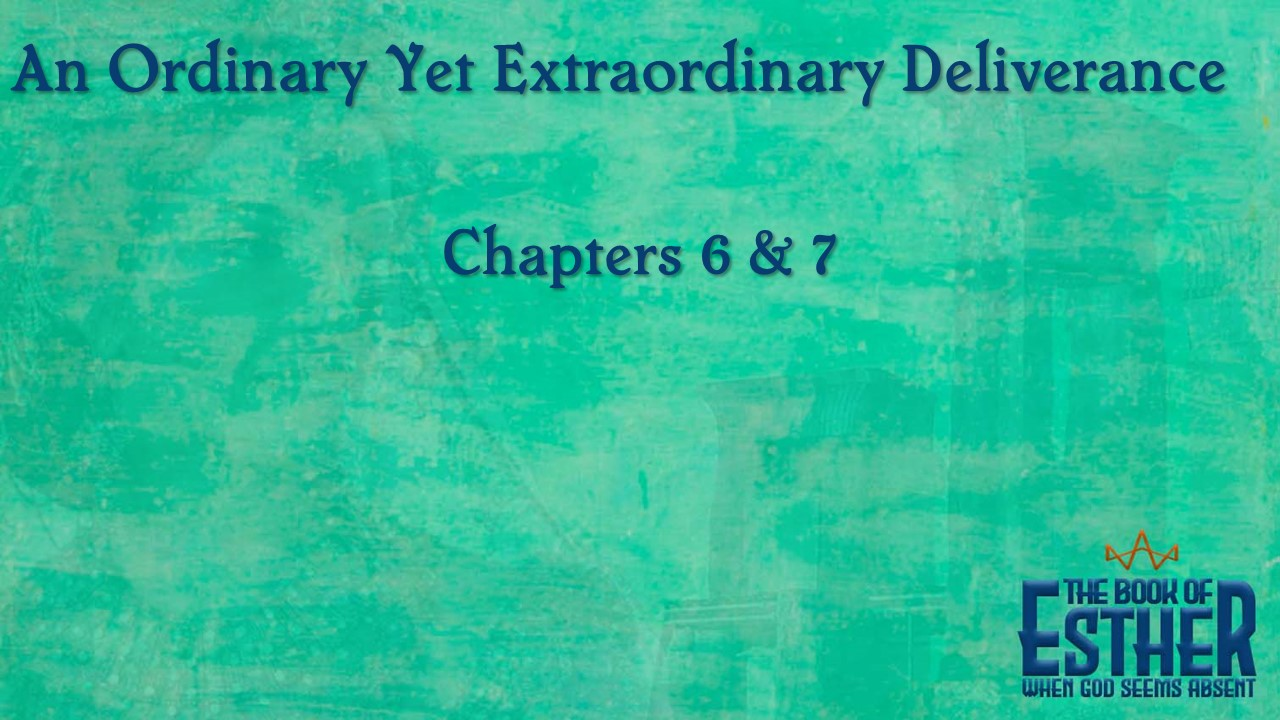 An Ordinary Yet Extraordinary Deliverance
Chapters 6 & 7
THE BOOK OF
ESTHER
WHEN GOD SEEMS ABSENT